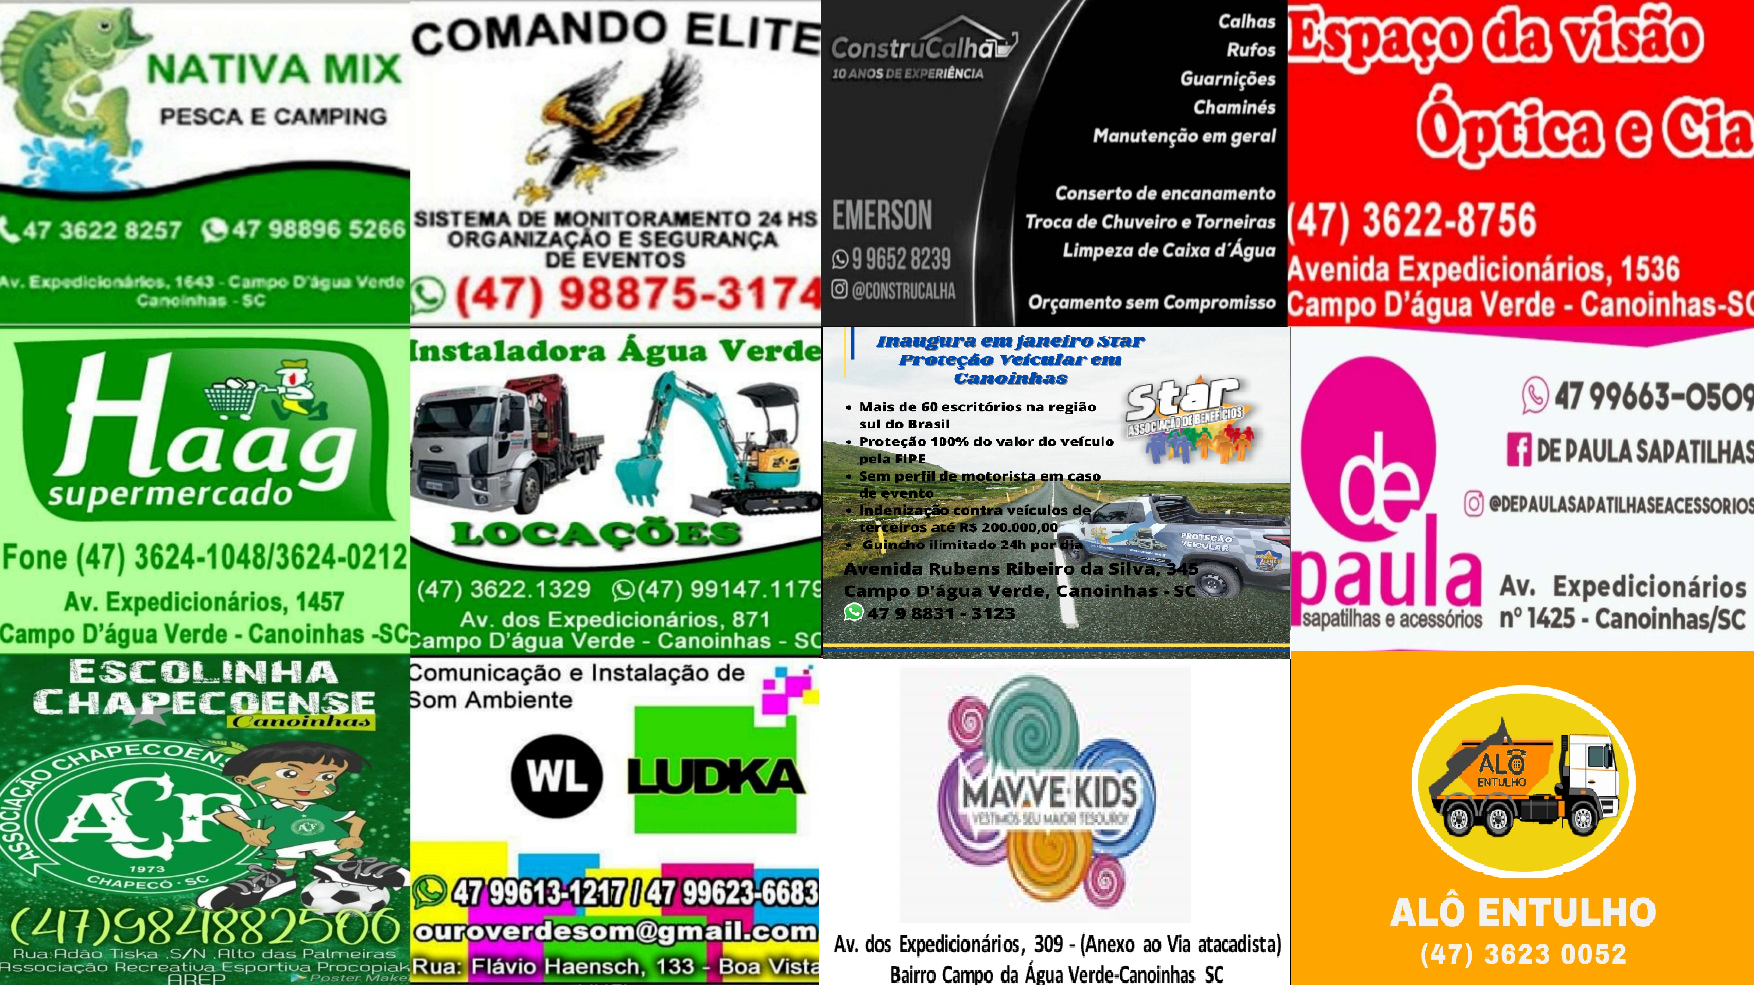 NATIVA MIX
PESCA E CAMPING
47 3622 8257 47 98896 5266
Av. Expedicionários, 1643 - Campo D'água Verde
Canoinhas - SC
COMANDO ELITE
SISTEMA DE MONITORAMENTO 24 HS
ORGANIZAÇÃO E SEGURANÇA
DE EVENTOS
(47) 98875-3174
ConstruCalha
10 ANOS DE EXPERIÊNCIA
Calhas
Rufos
Guarnições
Chaminés
Manutenção em geral
Conserto de encanamento
Troca de Chuveiro e Torneiras
Limpeza de Caixa d´Água
Orçamento sem Compromisso
EMERSON
9 9652 8239
@CONSTRUCALHA
Espaço da visão
Óptica e Cia
(47) 3622-8756
Avenida Expedicionários, 1536
Campo D'água Verde - Canoinhas-SC
Haag
supermercado
Fone (47) 3624-1048/3624-0212
Av. Expedicionários, 1457
Campo D'água Verde - Canoinhas -SC
Instaladora Água Verde
LOCAÇÕES
(47) 3622.1329 (47) 99147.1179
Av. dos Expedicionários, 871
Campo D'água Verde - Canoinhas - SC
Inaugura em janeiro Star
Proteção Veícular em
Canoinhas
Star
ASSOCIAÇÃO DE BENEFÍCIOS
• Mais de 60 escritórios na região
sul do Brasil
• Proteção 100% do valor do veículo
pela FIPE
• Sem perfil de motorista em caso
de evento
• Indenização contra veículos de
terceiros até R$ 200.000,00
• Guincho ilimitado 24h por dia
PROTEÇÃO
VEICULAR
Avenida Rubens Ribeiro da Silva, 345
Campo D'água Verde, Canoinhas - SC
47 9 8831 - 3123
de
paula
sapatilhas e acessórios
47 99663-0509
DE PAULA SAPATILHAS
@DEPAULASAPATILHASEACESSORIOS
Av. Expedicionários
nº 1425 - Canoinhas/SC
ESCOLINHA
CHAPECOENSE
Canoinhas
ASSOCIAÇÃO CHAPECOEN
ACF
1973
CHAPECÓ - SC
(47)984882506
Rua:Adão Tiska ,S/N .Alto das Palmeiras
Associação Recreativa Esportiva Procopiak
AREP
Poster Maker
Comunicação e Instalação de
Som Ambiente
WL LUDKA
47 99613-1217 / 47 99623-6683
ouroverdesom@gmail.com
Rua: Flávio Haensch, 133 - Boa Vista
MAV.VE KIDS
VESTIMOS SEU MAIOR TESOURO!
Av. dos Expedicionários, 309 - (Anexo ao Via atacadista)
Bairro Campo da Água Verde-Canoinhas SC
ALÔ
ENTULHO
ALÔ ENTULHO
(47) 3623 0052